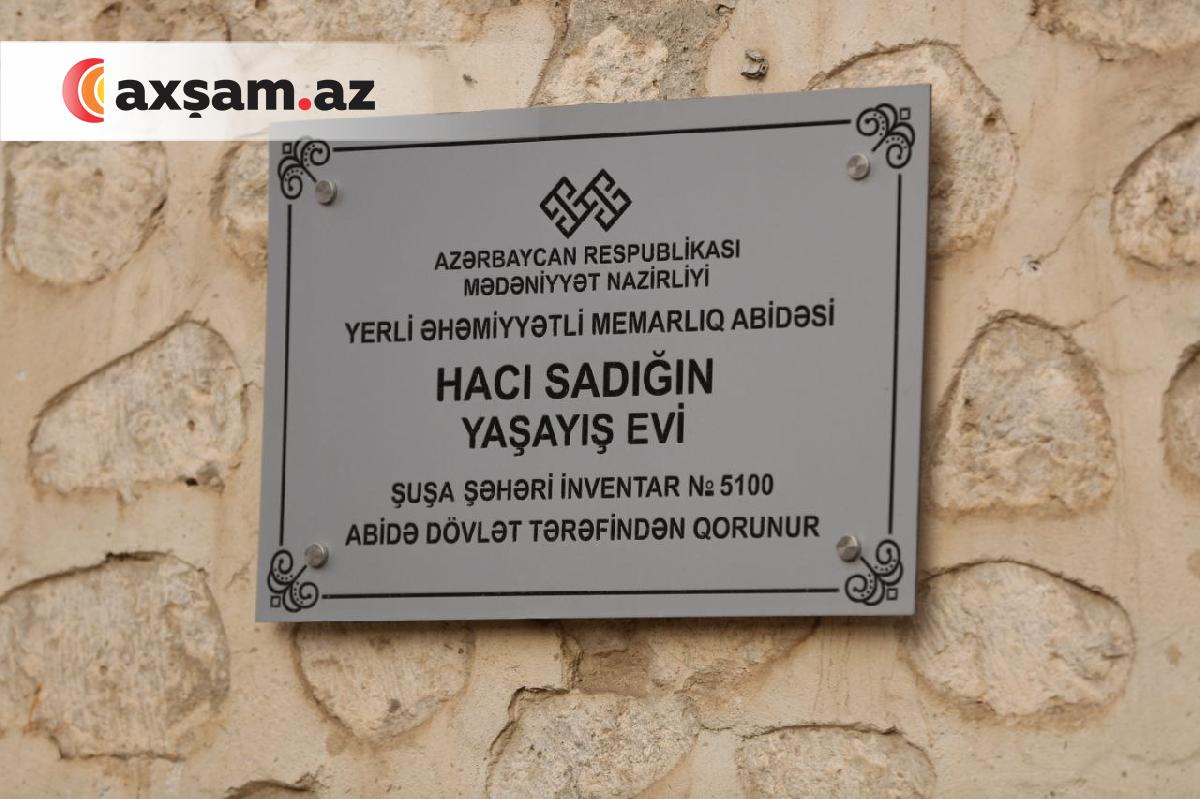 axşam.az
AZƏRBAYCAN RESPUBLİKASI
MƏDƏNİYYƏT NAZİRLİYİ
YERLİ ƏHƏMİYYƏTLİ MEMARLIQ ABİDƏSİ
HACI SADIĞIN
YAŞAYIŞ EVİ
ŞUŞA ŞƏHƏRİ İNVENTAR № 5100
ABİDƏ DÖVLƏT TƏRƏFİNDƏN QORUNUR